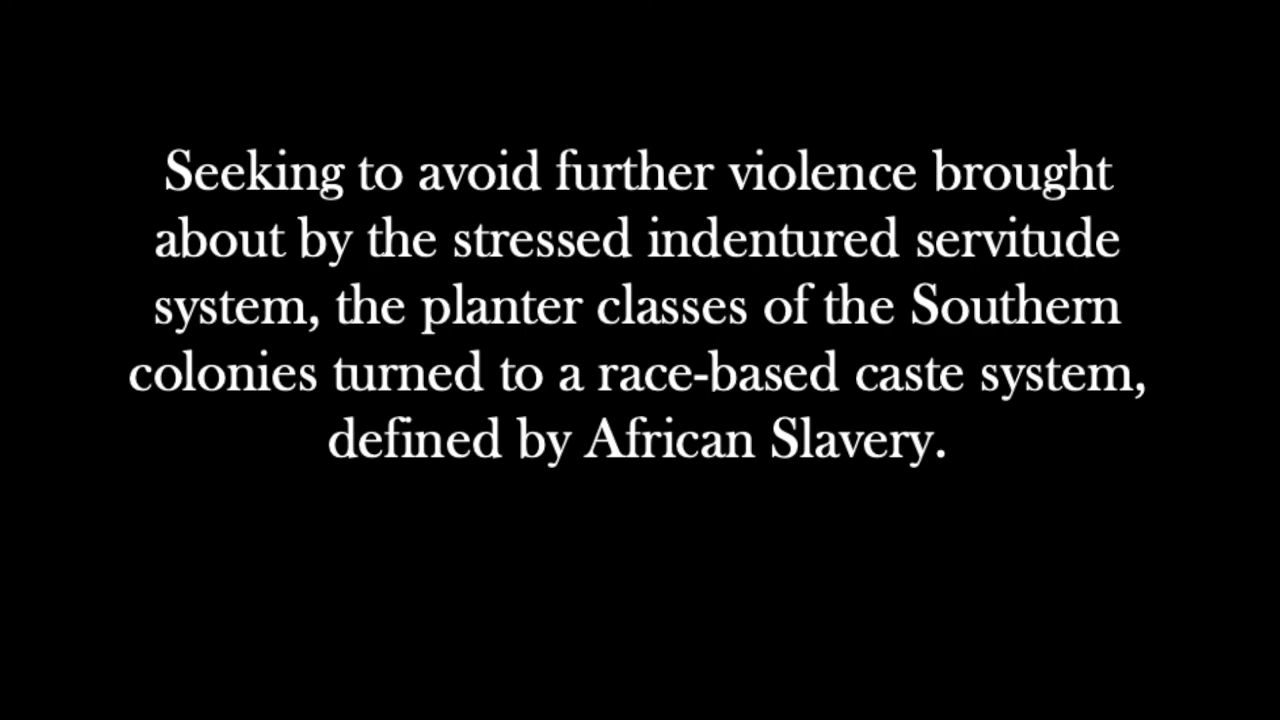 Seeking to avoid further violence brought
about by the stressed indentured servitude
system, the planter classes of the Southern
colonies turned to a race-based caste system,
defined by African Slavery.